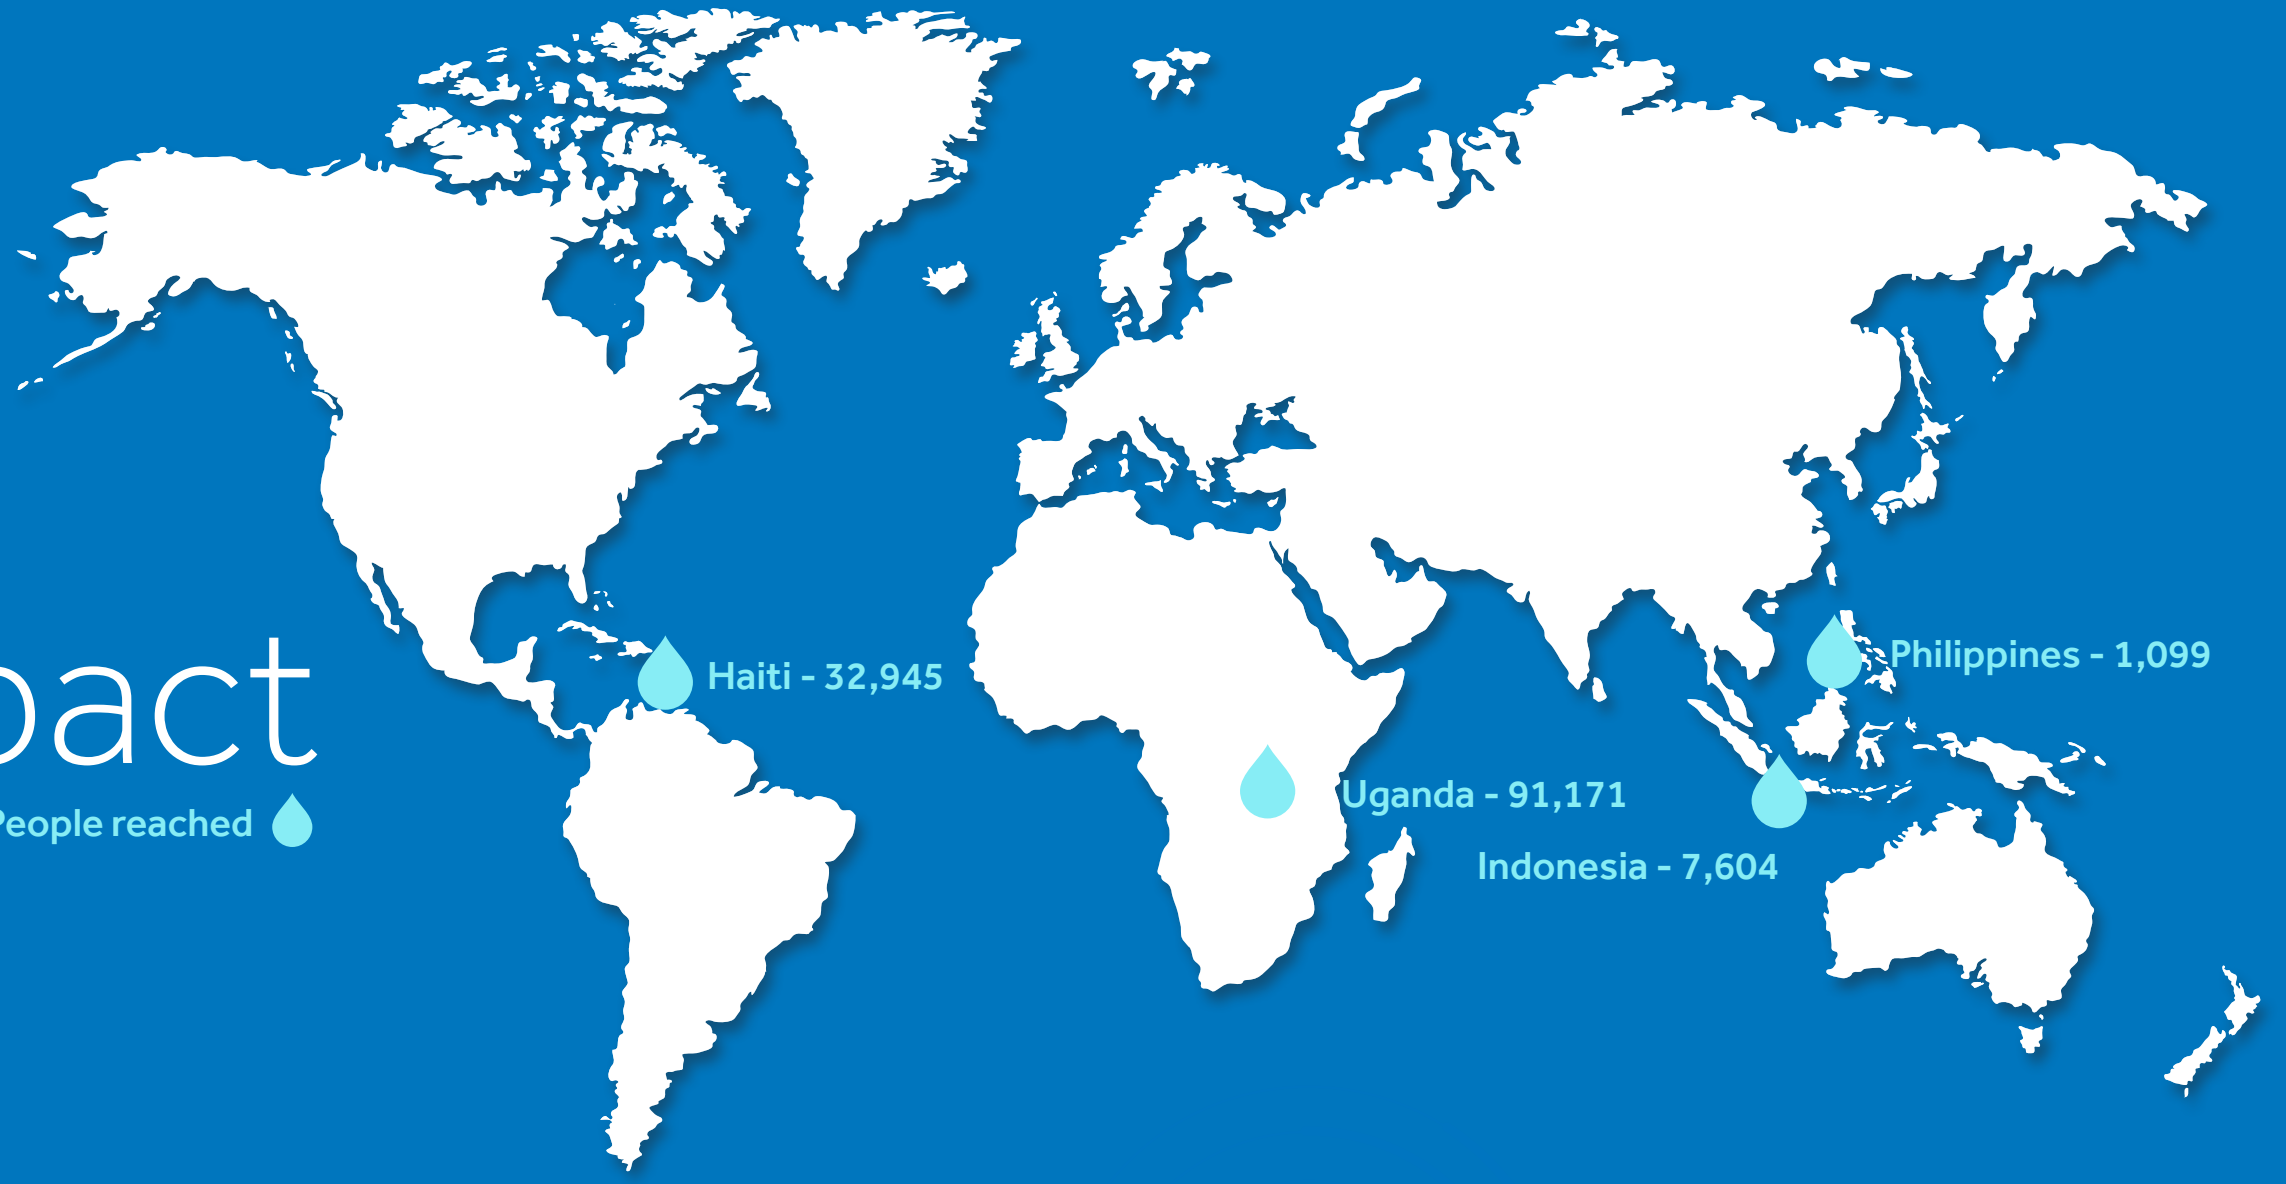 pact
People reached
Haiti - 32,945
Philippines - 1,099
Uganda - 91,171
Indonesia - 7,604